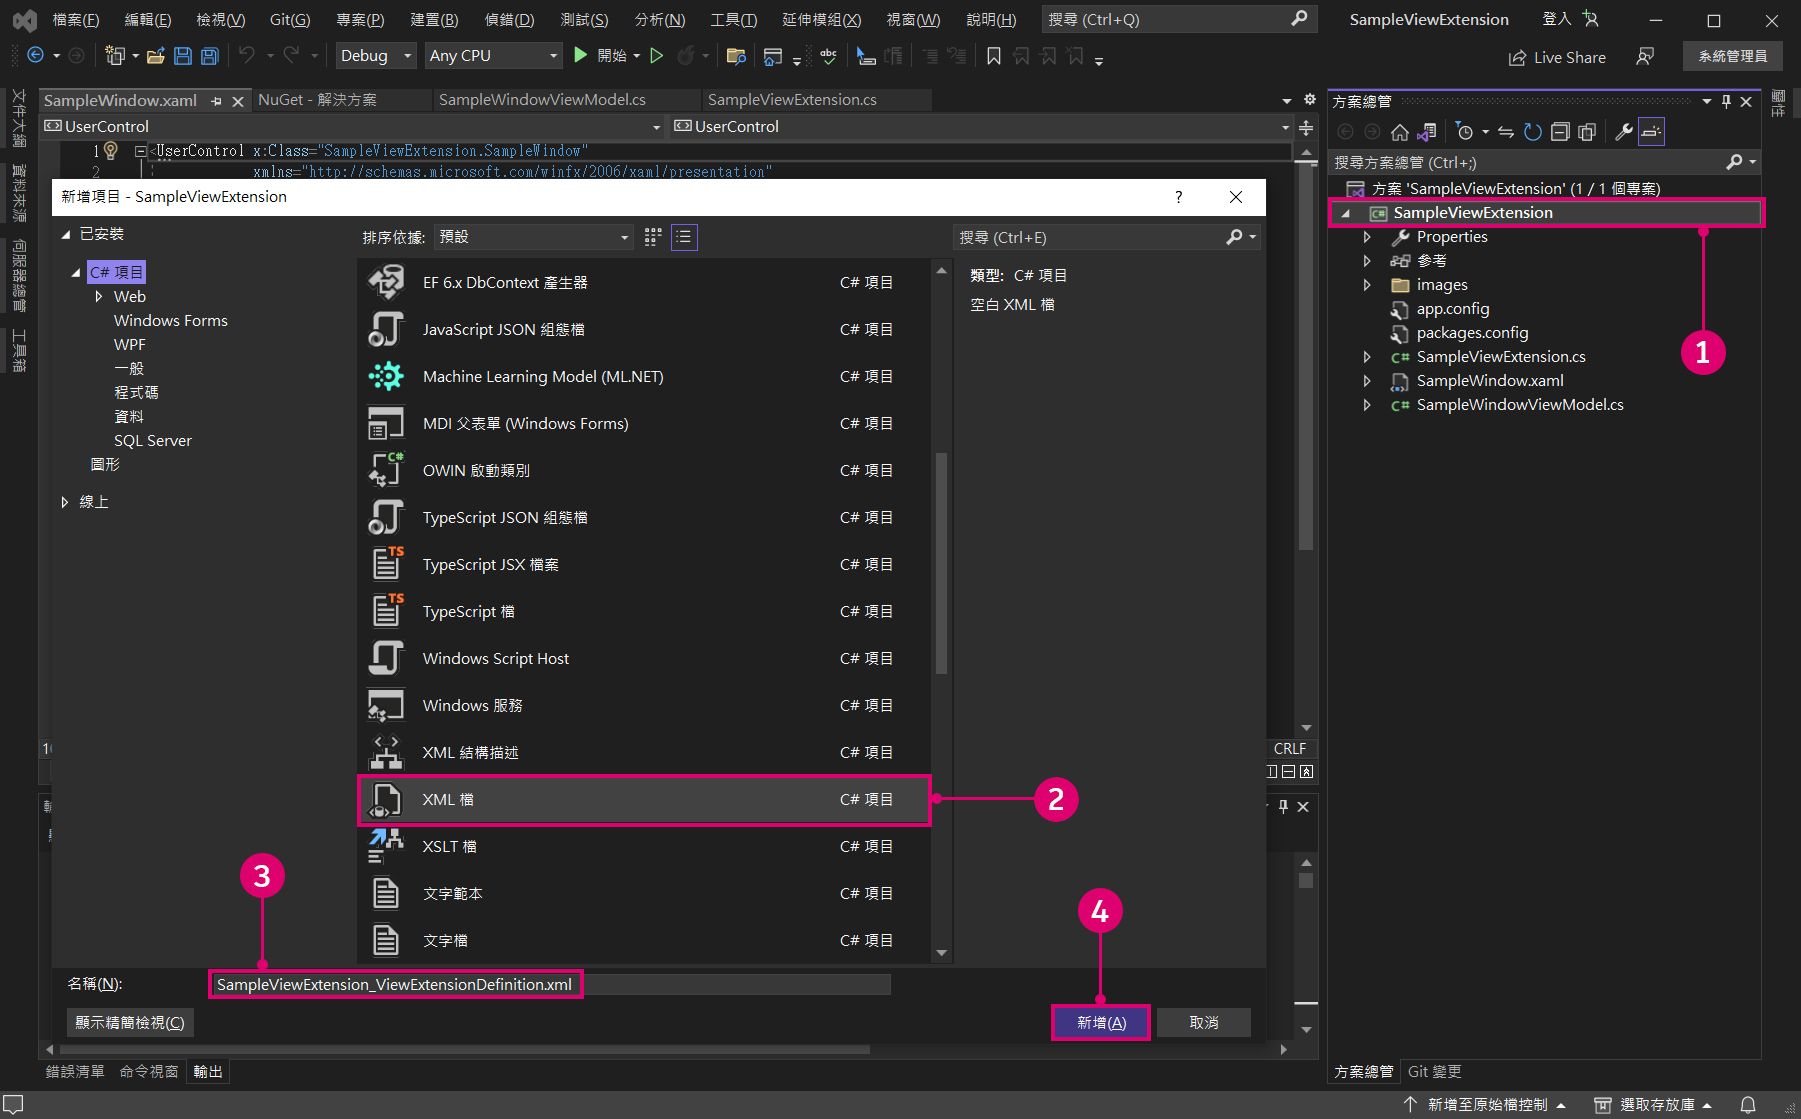 檔案(F) 編輯(E) 檢視(V) Git(G) 專案(P) 建置(B) 偵錯(D) 測試(S) 分析(N) 工具(T) 延伸模組(X) 視窗(W) 說明(H) 搜尋 (Ctrl+Q) SampleViewExtension 登入
Debug Any CPU 開始 abc Live Share 系統管理員
文件大綱
資料來源
伺服器總管
工具箱
SampleWindow.xaml NuGet - 解決方案 SampleWindowViewModel.cs SampleViewExtension.cs
UserControl UserControl
1 <UserControl x:Class="SampleViewExtension.SampleWindow"
2 xmlns="http://schemas.microsoft.com/winfx/2006/xaml/presentation"
新增項目 - SampleViewExtension ?
已安裝
C# 項目
Web
Windows Forms
WPF
一般
程式碼
資料
SQL Server
圖形
線上
排序依據: 預設
搜尋 (Ctrl+E)
EF 6.x DbContext 產生器 C# 項目
JavaScript JSON 組態檔 C# 項目
Machine Learning Model (ML.NET) C# 項目
MDI 父表單 (Windows Forms) C# 項目
OWIN 啟動類別 C# 項目
TypeScript JSON 組態檔 C# 項目
TypeScript JSX 檔案 C# 項目
TypeScript 檔 C# 項目
Windows Script Host C# 項目
Windows 服務 C# 項目
XML 結構描述 C# 項目
XML 檔 C# 項目
XSLT 檔 C# 項目
文字範本 C# 項目
文字檔 C# 項目
類型: C# 項目
空白 XML 檔
2
3
4
名稱(N): SampleViewExtension_ViewExtensionDefinition.xml
顯示精簡檢視(C) 新增(A) 取消
CRLF
錯誤清單 命令視窗 輸出
方案總管
屬性
搜尋方案總管 (Ctrl+;)
方案 'SampleViewExtension' (1 / 1 個專案)
SampleViewExtension
Properties
參考
images
app.config
packages.config
SampleViewExtension.cs
SampleWindow.xaml
SampleWindowViewModel.cs
1
方案總管 Git 變更
新增至原始檔控制 選取存放庫